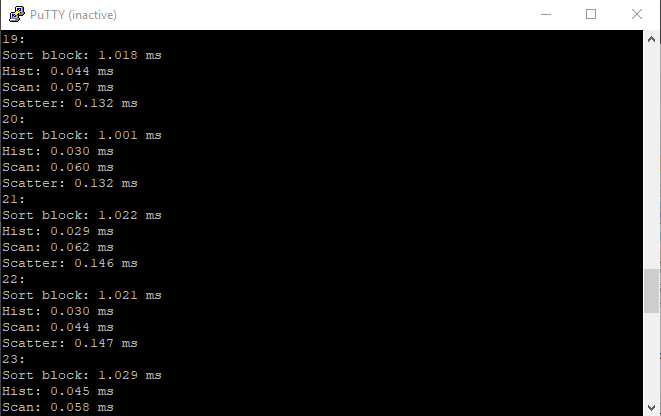 PuTTY (inactive)
19:
Sort block: 1.018 ms
Hist: 0.044 ms
Scan: 0.057 ms
Scatter: 0.132 ms
20:
Sort block: 1.001 ms
Hist: 0.030 ms
Scan: 0.060 ms
Scatter: 0.132 ms
21:
Sort block: 1.022 ms
Hist: 0.029 ms
Scan: 0.062 ms
Scatter: 0.146 ms
22:
Sort block: 1.021 ms
Hist: 0.030 ms
Scan: 0.044 ms
Scatter: 0.147 ms
23:
Sort block: 1.029 ms
Hist: 0.045 ms
Scan: 0.058 ms